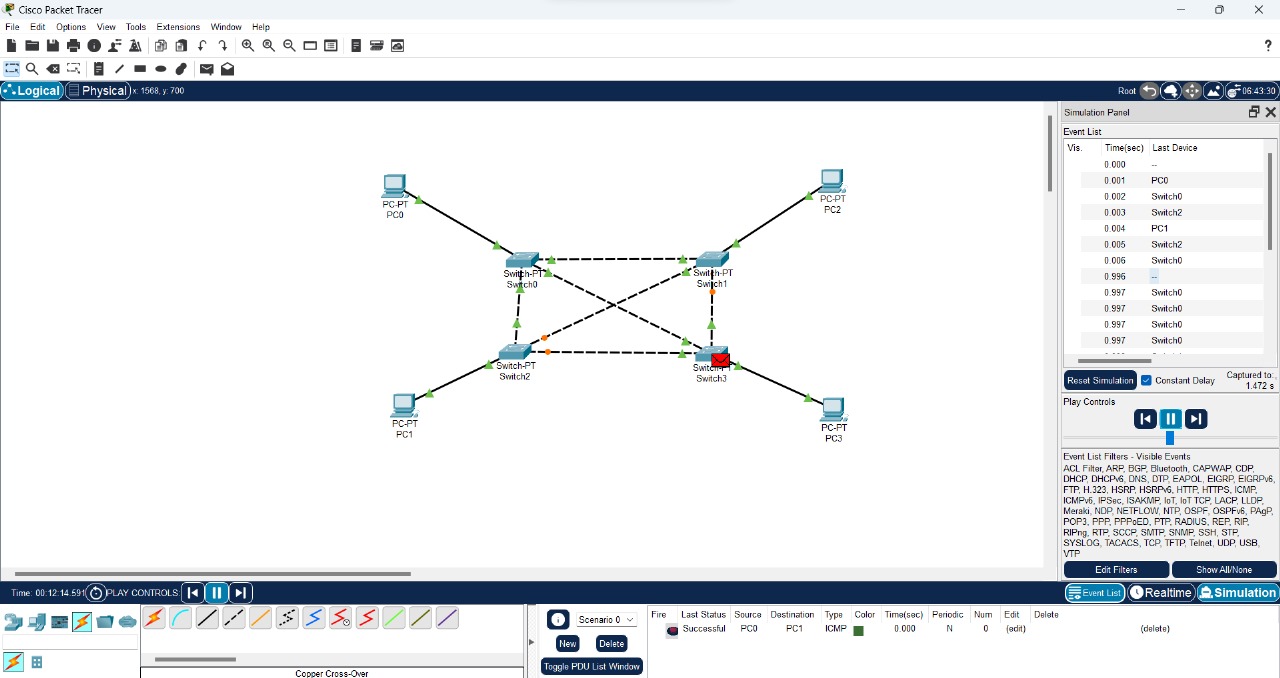 Cisco Packet Tracer
File Edit Options View Tools Extensions Window Help
Logical Physical x: 1568, y: 700 Root 06:43:30
PC-PT
PC0
PC-PT
PC2
Switch-PT
Switch0
Switch-PT
Switch1
Switch-PT
Switch2
Switch-PT
Switch3
PC-PT
PC1
PC-PT
PC3
Simulation Panel
Event List
Vis. Time(sec) Last Device
0.000 --
0.001 PC0
0.002 Switch0
0.003 Switch2
0.004 PC1
0.005 Switch2
0.006 Switch0
0.996 --
0.997 Switch0
0.997 Switch0
0.997 Switch0
0.997 Switch0
Reset Simulation Constant Delay Captured to:
1.472 s
Play Controls
Event List Filters - Visible Events
ACL Filter, ARP, BGP, Bluetooth, CAPWAP, CDP,
DHCP, DHCPv6, DNS, DTP, EAPOL, EIGRP, EIGRPv6,
FTP, H.323, HSRP, HSRPv6, HTTP, HTTPS, ICMP,
ICMPv6, IPSec, ISAKMP, IoT, IoT TCP, LACP, LLDP,
Meraki, NDP, NETFLOW, NTP, OSPF, OSPFv6, PAgP,
POP3, PPP, PPPoED, PTP, RADIUS, REP, RIP,
RIPng, RTP, SCCP, SMTP, SNMP, SSH, STP,
SYSLOG, TACACS, TCP, TFTP, Telnet, UDP, USB,
VTP
Edit Filters Show All/None
Time: 00:12:14.591 PLAY CONTROLS: Event List Realtime Simulation
Scenario 0
New Delete
Toggle PDU List Window
Fire Last Status Source Destination Type Color Time(sec) Periodic Num Edit Delete
Successful PC0 PC1 ICMP 0.000 N 0 (edit) (delete)
Copper Cross-Over